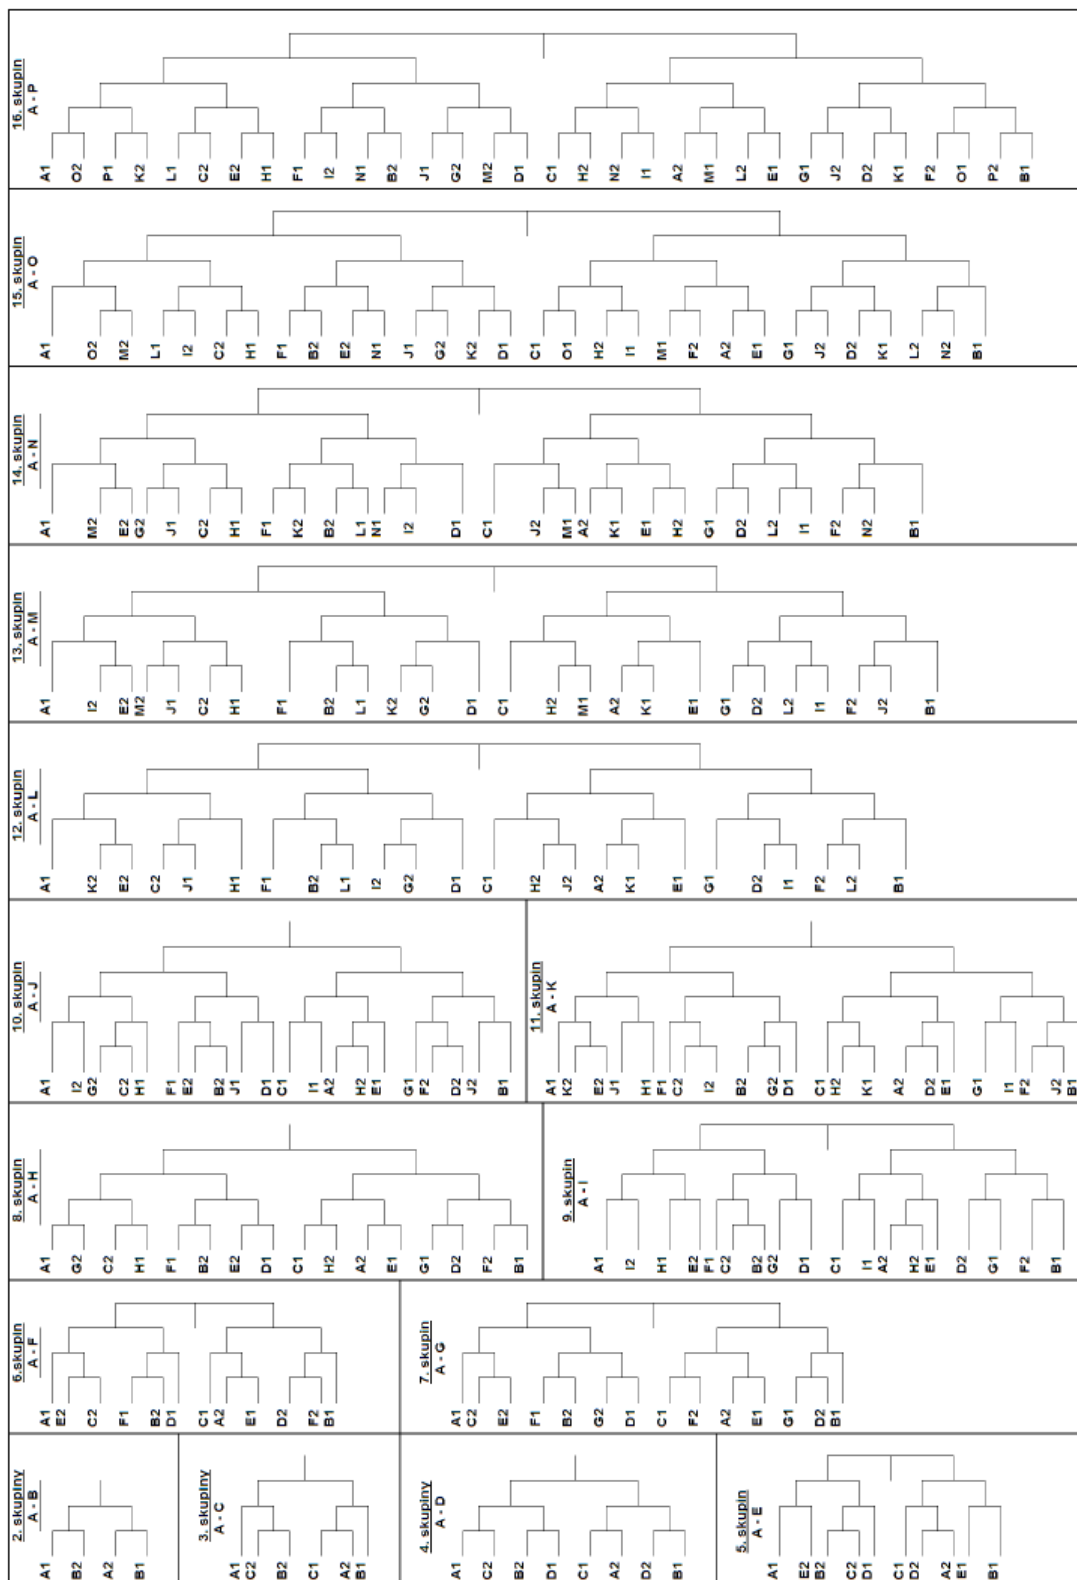 16. skupin
A - P
A1
O2
P1
K2
L1
C2
E2
H1
F1
I2
N1
B2
J1
G2
M2
D1
C1
H2
N2
I1
A2
M1
L2
E1
G1
J2
D2
K1
F2
O1
P2
B1
15. skupin
A - O
A1
O2
M2
L1
I2
C2
H1
F1
B2
E2
N1
J1
G2
K2
D1
C1
O1
H2
I1
M1
F2
A2
E1
G1
J2
D2
K1
L2
N2
B1
14. skupin
A - N
A1
M2
E2
G2
J1
C2
H1
F1
K2
B2
L1
N1
I2
D1
C1
J2
M1
A2
K1
E1
H2
G1
D2
L2
I1
F2
N2
B1
13. skupin
A - M
A1
I2
E2
M2
J1
C2
H1
F1
B2
L1
K2
G2
D1
C1
H2
M1
A2
K1
E1
G1
D2
L2
I1
F2
J2
B1
12. skupin
A - L
A1
K2
E2
C2
J1
H1
F1
B2
L1
I2
G2
D1
C1
H2
J2
A2
K1
E1
G1
D2
I1
F2
L2
B1
10. skupin
A - J
A1
I2
G2
C2
H1
F1
E2
B2
J1
D1
C1
I1
A2
H2
E1
G1
F2
D2
J2
B1
11. skupin
A - K
A1
K2
E2
J1
H1
F1
C2
I2
B2
G2
D1
C1
H2
K1
A2
D2
E1
G1
I1
F2
J2
B1
8. skupin
A - H
A1
G2
C2
H1
F1
B2
E2
D1
C1
H2
A2
E1
G1
D2
F2
B1
9. skupin
A - I
A1
I2
H1
E2
F1
C2
B2
G2
D1
C1
I1
A2
H2
E1
D2
G1
F2
B1
6.skupin
A - F
A1
E2
C2
F1
B2
D1
C1
A2
E1
D2
F2
B1
7. skupin
A - G
A1
C2
E2
F1
B2
G2
D1
C1
F2
A2
E1
G1
D2
B1
2. skupiny
A - B
A1
B2
A2
B1
3. skupiny
A - C
A1
C2
B2
C1
A2
B1
4. skupiny
A - D
A1
C2
B2
D1
C1
A2
D2
B1
5. skupin
A - E
A1
E2
B2
C2
D1
C1
D2
A2
E1
B1